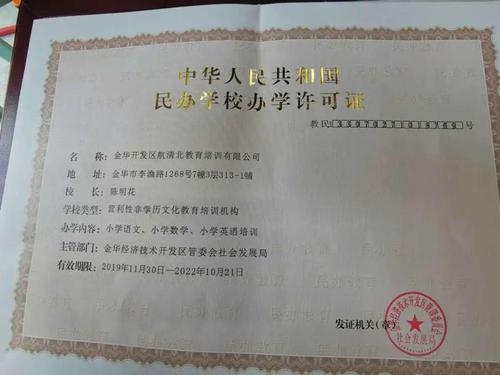 中华人民共和国
民办学校办学许可证
教民 号
名 称：金华开发区航清北教育培训有限公司
地 址：金华市李渔路1268号7幢3层313-1铺
校 长：陈明花
学校类型：营利性非学历文化教育培训机构
办学内容：小学语文、小学数学、小学英语培训
主管部门：金华经济技术开发区管委会社会发展局
有效期限：2019年11月30日-2022年10月21日
发证机关(章)
社会发展局